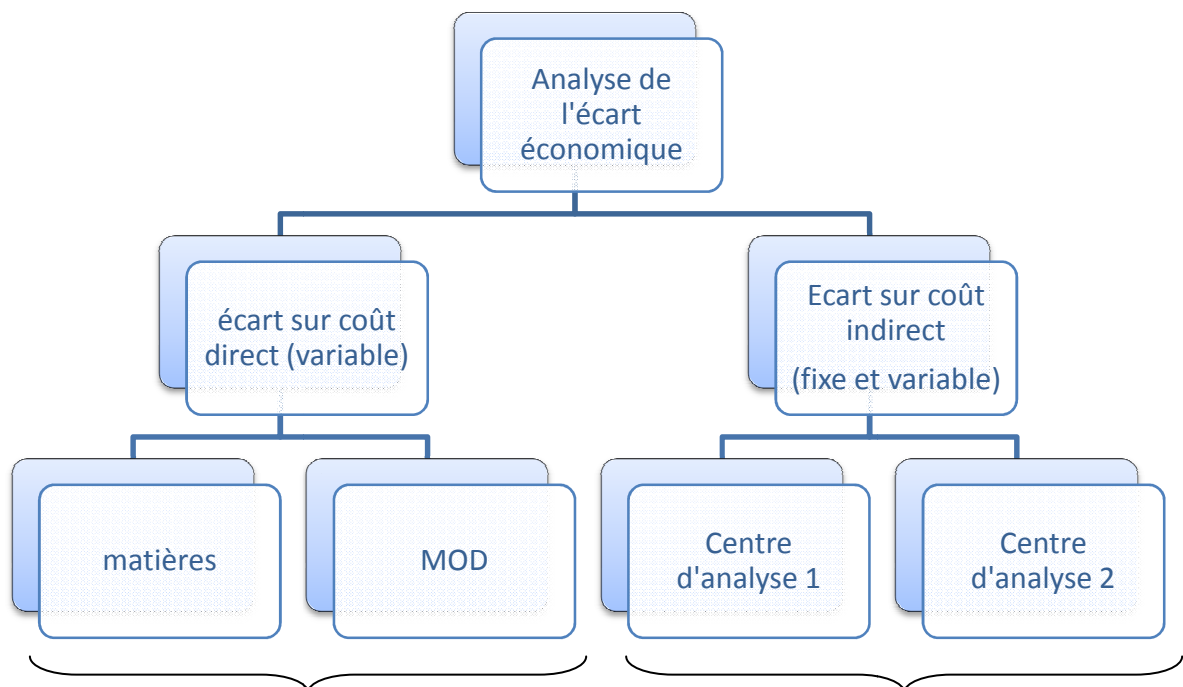 Analyse de
l'écart
économique
écart sur coût
direct (variable)
Ecart sur coût
indirect
(fixe et variable)
matières
MOD
Centre
d'analyse 1
Centre
d'analyse 2